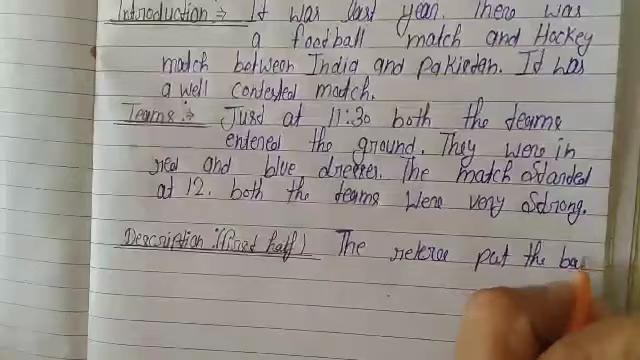 Introduction :- It was last year. There was
a football match and Hockey
match between India and Pakistan. It was
a well contested match.
Teams :- Just at 11:30 both the teams
entered the ground. They were in
red and blue dresses. The match started
at 12. both the teams were very strong.
Description :- (First half) The referee put the ba